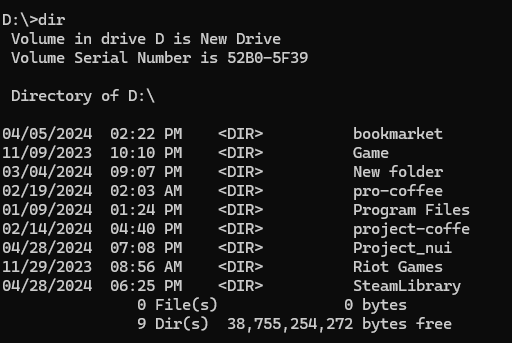 D:\>dir
 Volume in drive D is New Drive
 Volume Serial Number is 52B0-5F39

 Directory of D:\

04/05/2024  02:22 PM    <DIR>          bookmarket
11/09/2023  10:10 PM    <DIR>          Game
03/04/2024  09:07 PM    <DIR>          New folder
02/19/2024  02:03 AM    <DIR>          pro-coffee
01/09/2024  01:24 PM    <DIR>          Program Files
02/14/2024  04:40 PM    <DIR>          project-coffe
04/28/2024  07:08 PM    <DIR>          Project_nui
11/29/2023  08:56 AM    <DIR>          Riot Games
04/28/2024  06:25 PM    <DIR>          SteamLibrary
               0 File(s)              0 bytes
               9 Dir(s)  38,755,254,272 bytes free